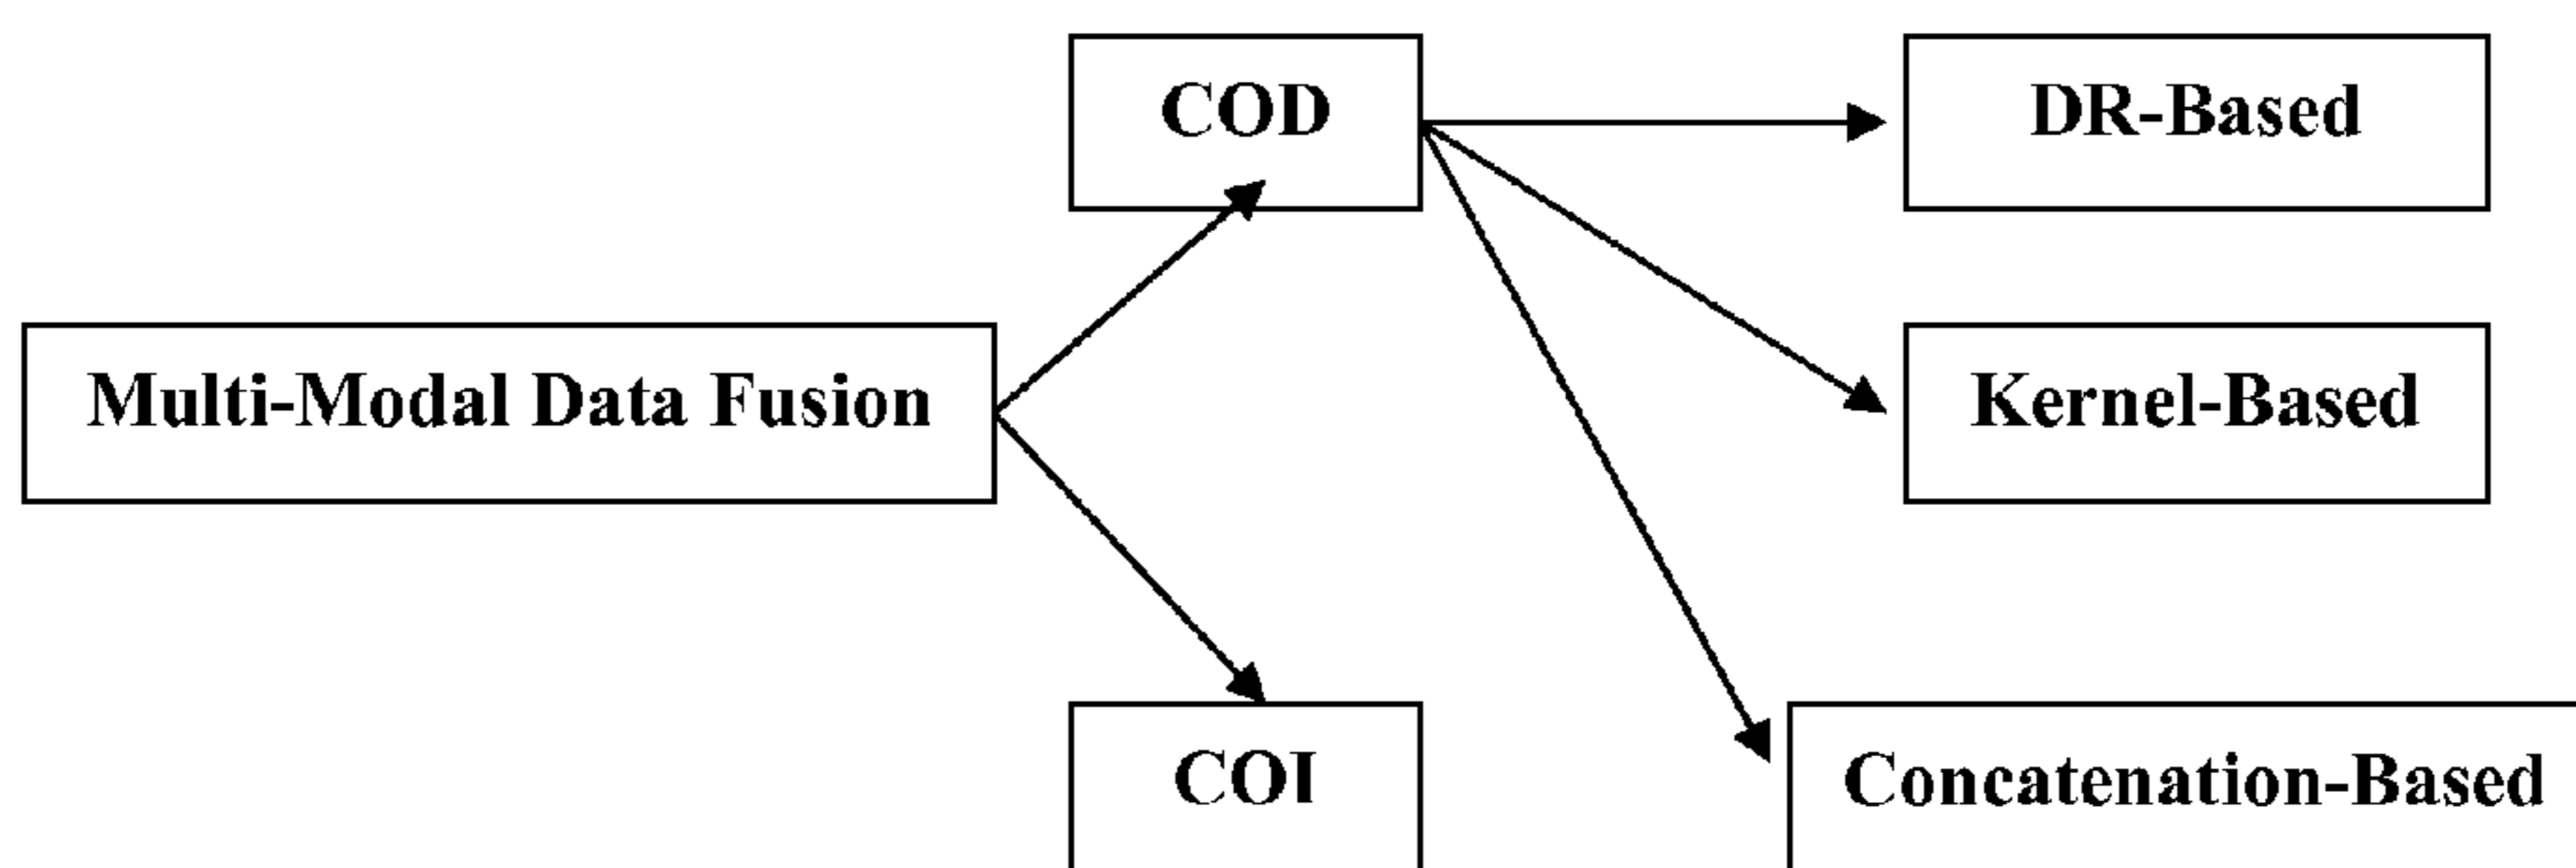 COD
DR-Based
Multi-Modal Data Fusion
Kernel-Based
COI
Concatenation-Based